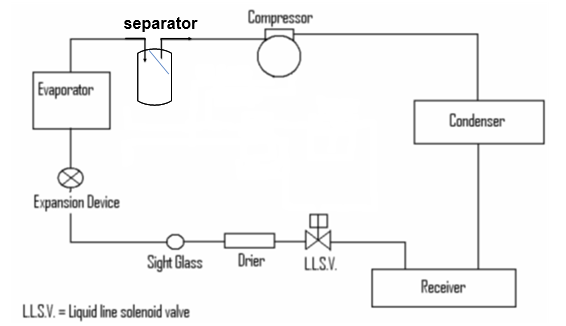 separator
Compressor
Evaporator
Condenser
Expansion Device
Sight Glass
Drier
L.L.S.V.
Receiver
L.L.S.V. = Liquid line solenoid valve